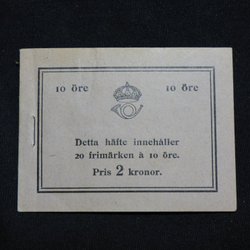 10 öre 10 öre
Detta häfte innehåller
20 frimärken à 10 öre.
Pris 2 kronor.